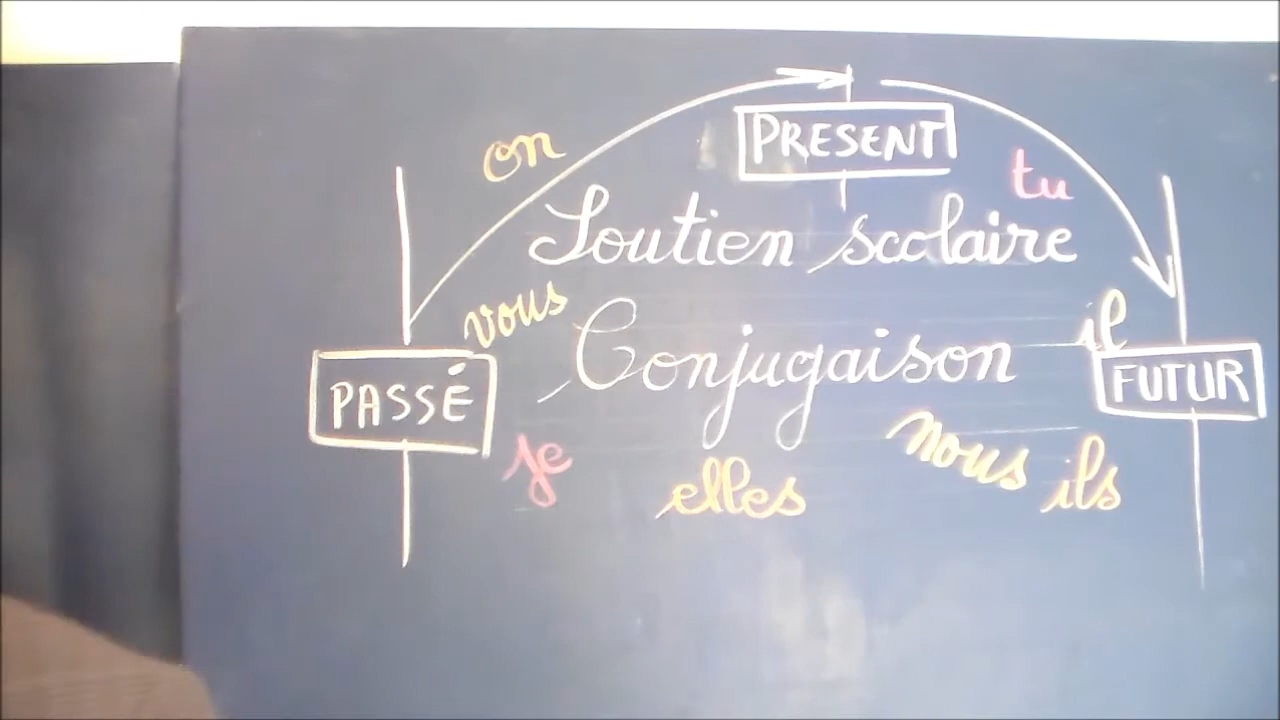 PRESENT
on
tu
Soutien scolaire
vous
il
Conjugaison
PASSÉ
FUTUR
je
elles
nous
ils